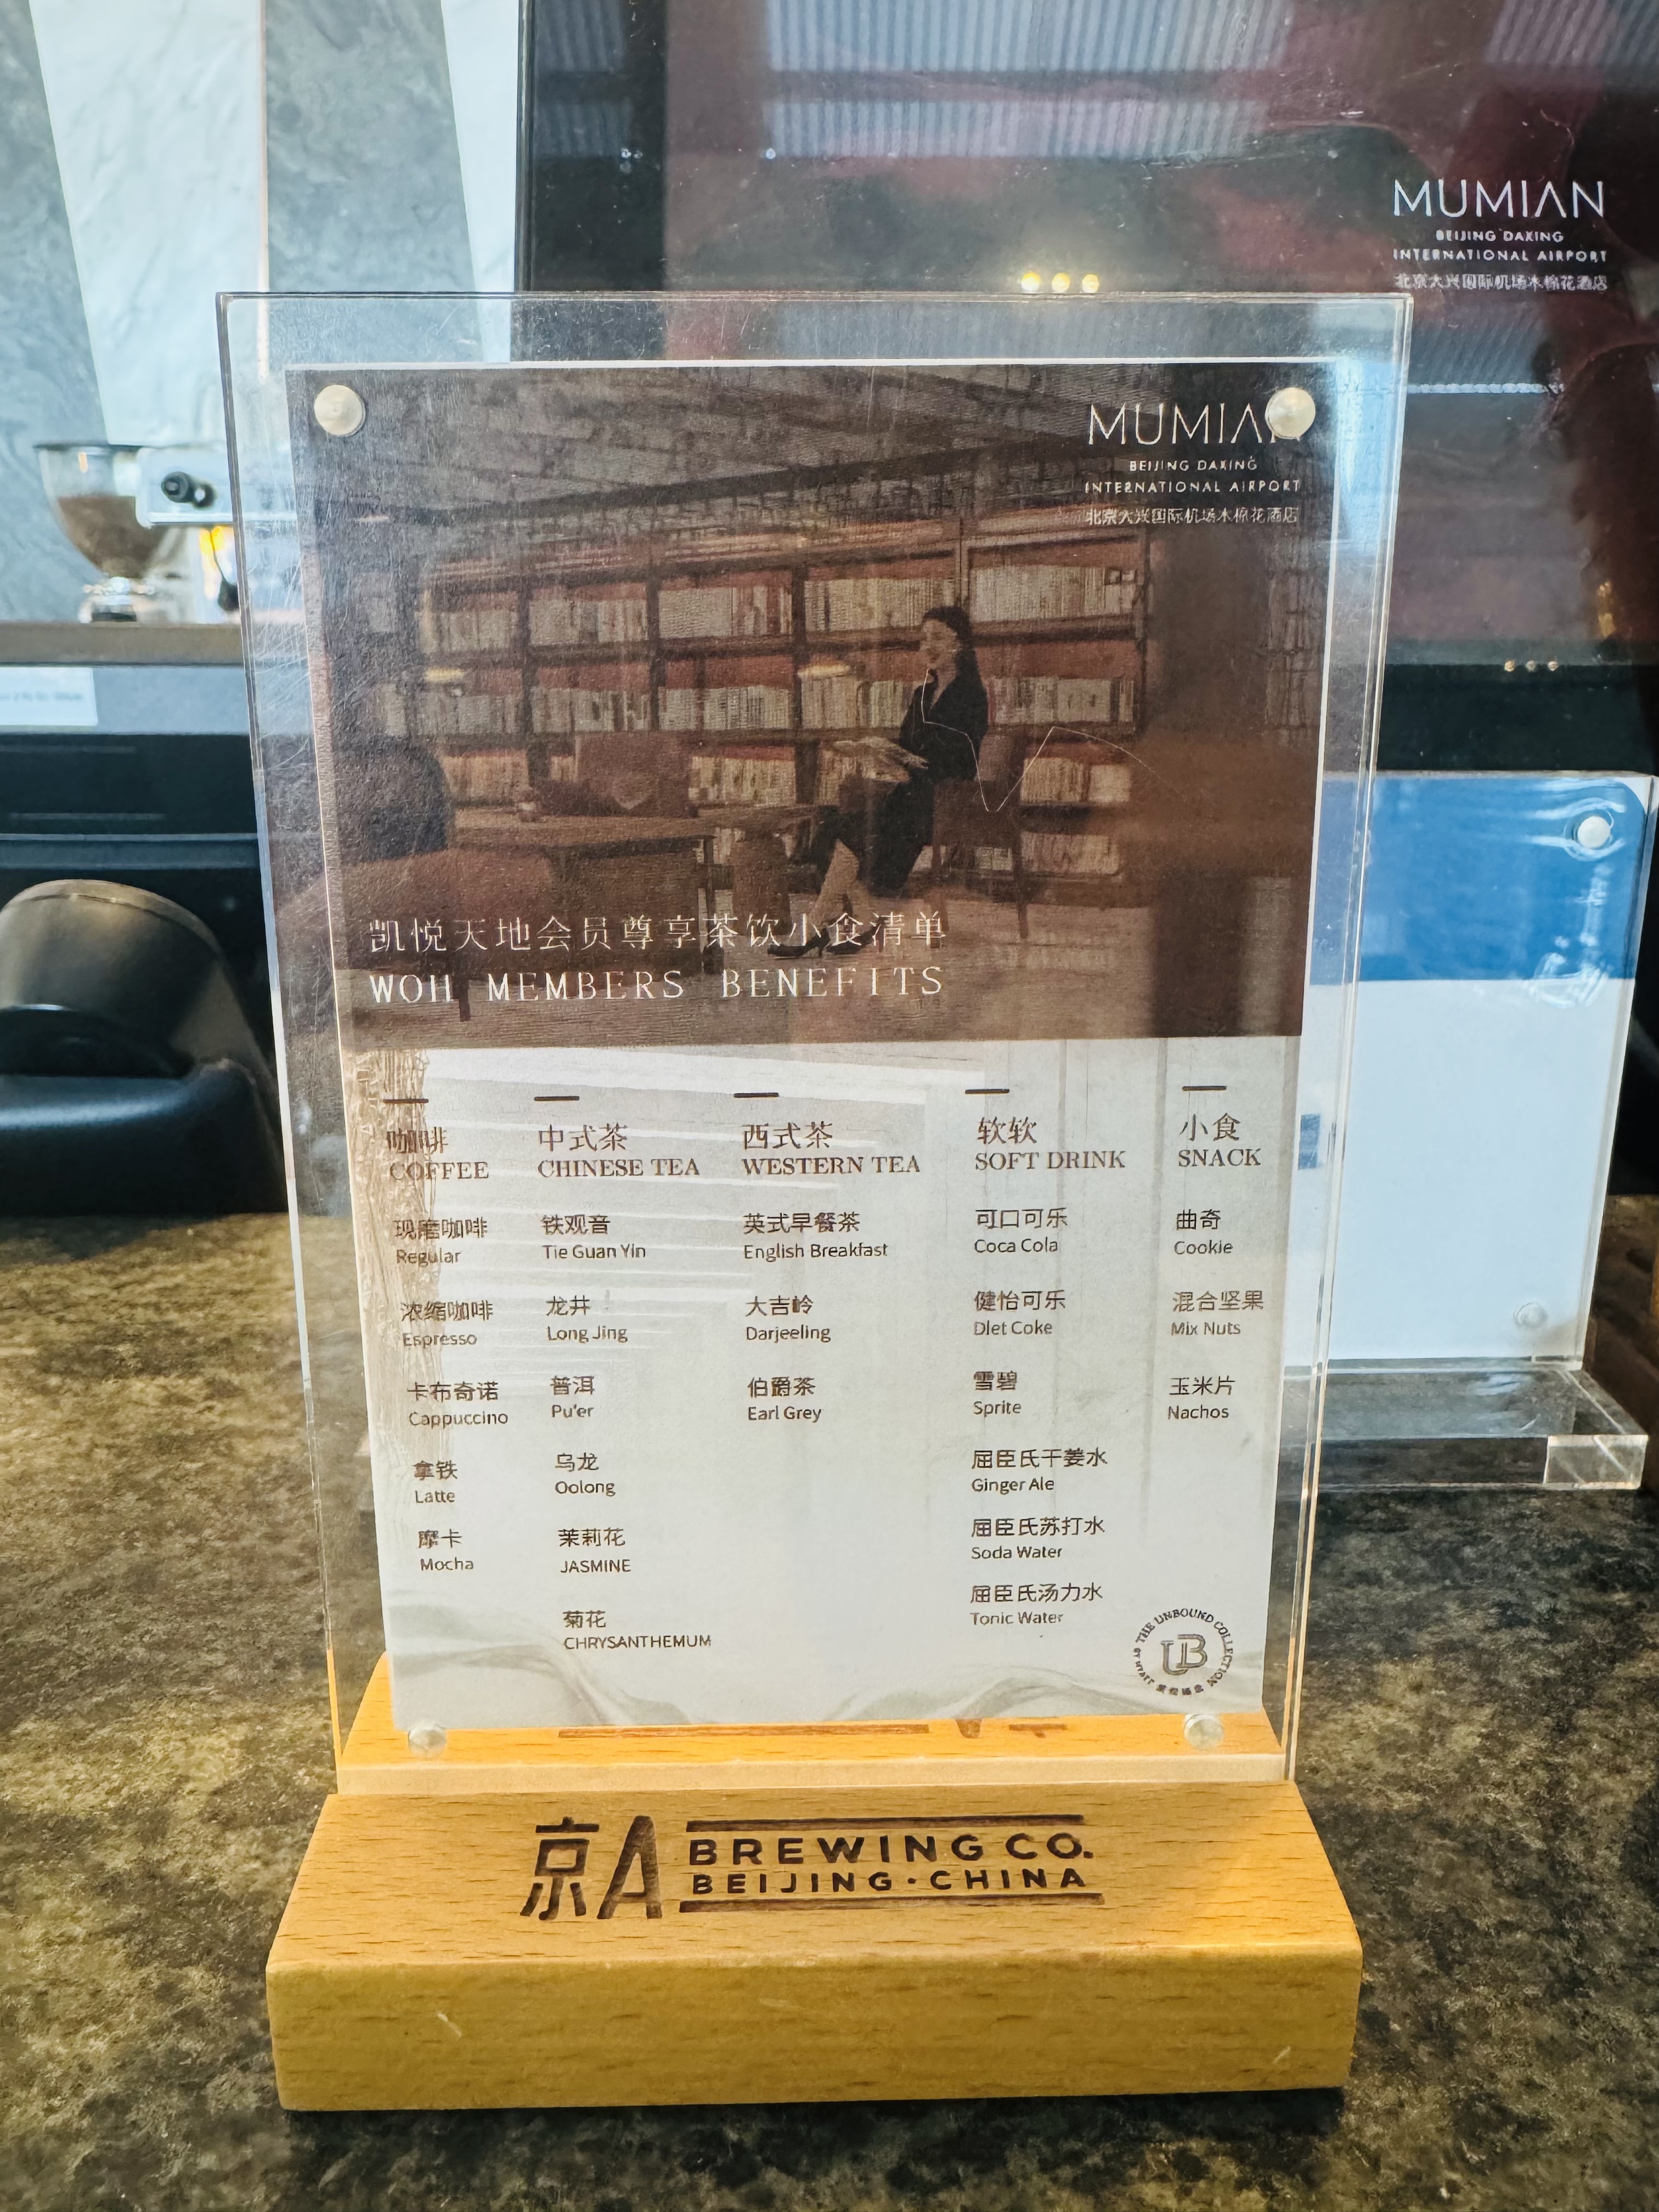 MUMIAN
BEIJING DAXING
INTERNATIONAL AIRPORT
北京大兴国际机场木棉花酒店
MUMIAN
BEIJING DAXING
INTERNATIONAL AIRPORT
北京大兴国际机场木棉花酒店
凯悦天地会员尊享茶饮小食清单
WOH MEMBERS BENEFITS
咖啡
COFFEE
现磨咖啡
Regular
浓缩咖啡
Espresso
卡布奇诺
Cappuccino
拿铁
Latte
摩卡
Mocha
中式茶
CHINESE TEA
铁观音
Tie Guan Yin
龙井
Long Jing
普洱
Pu'er
乌龙
Oolong
茉莉花
JASMINE
菊花
CHRYSANTHEMUM
西式茶
WESTERN TEA
英式早餐茶
English Breakfast
大吉岭
Darjeeling
伯爵茶
Earl Grey
软软
SOFT DRINK
可口可乐
Coca Cola
健怡可乐
Diet Coke
雪碧
Sprite
屈臣氏干姜水
Ginger Ale
屈臣氏苏打水
Soda Water
屈臣氏汤力水
Tonic Water
小食
SNACK
曲奇
Cookie
混合坚果
Mix Nuts
玉米片
Nachos
THE UNBOUND COLLECTION
BY HYATT
UB
京A BREWING CO.
BEIJING·CHINA